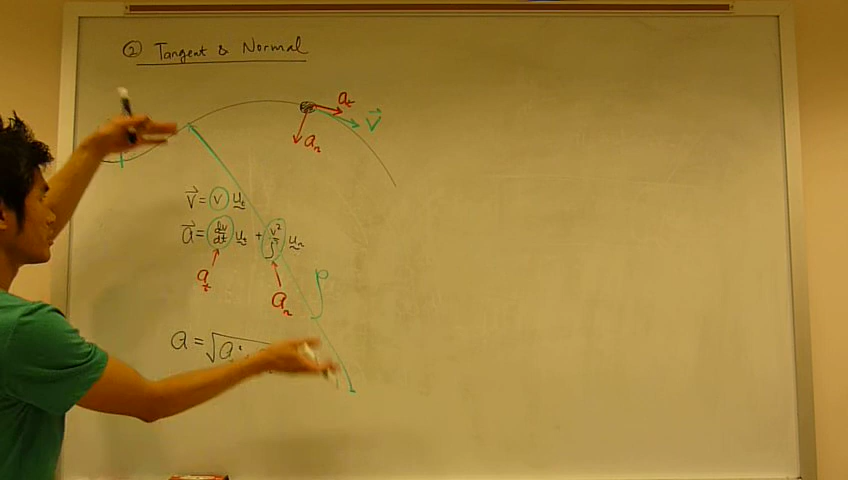 ② Tangent & Normal
aₜ
v⃗
aₙ
v⃗ = v uₜ
a⃗ = dv/dt uₜ + v²/ρ uₙ
aₜ
ρ
aₙ
a = √a